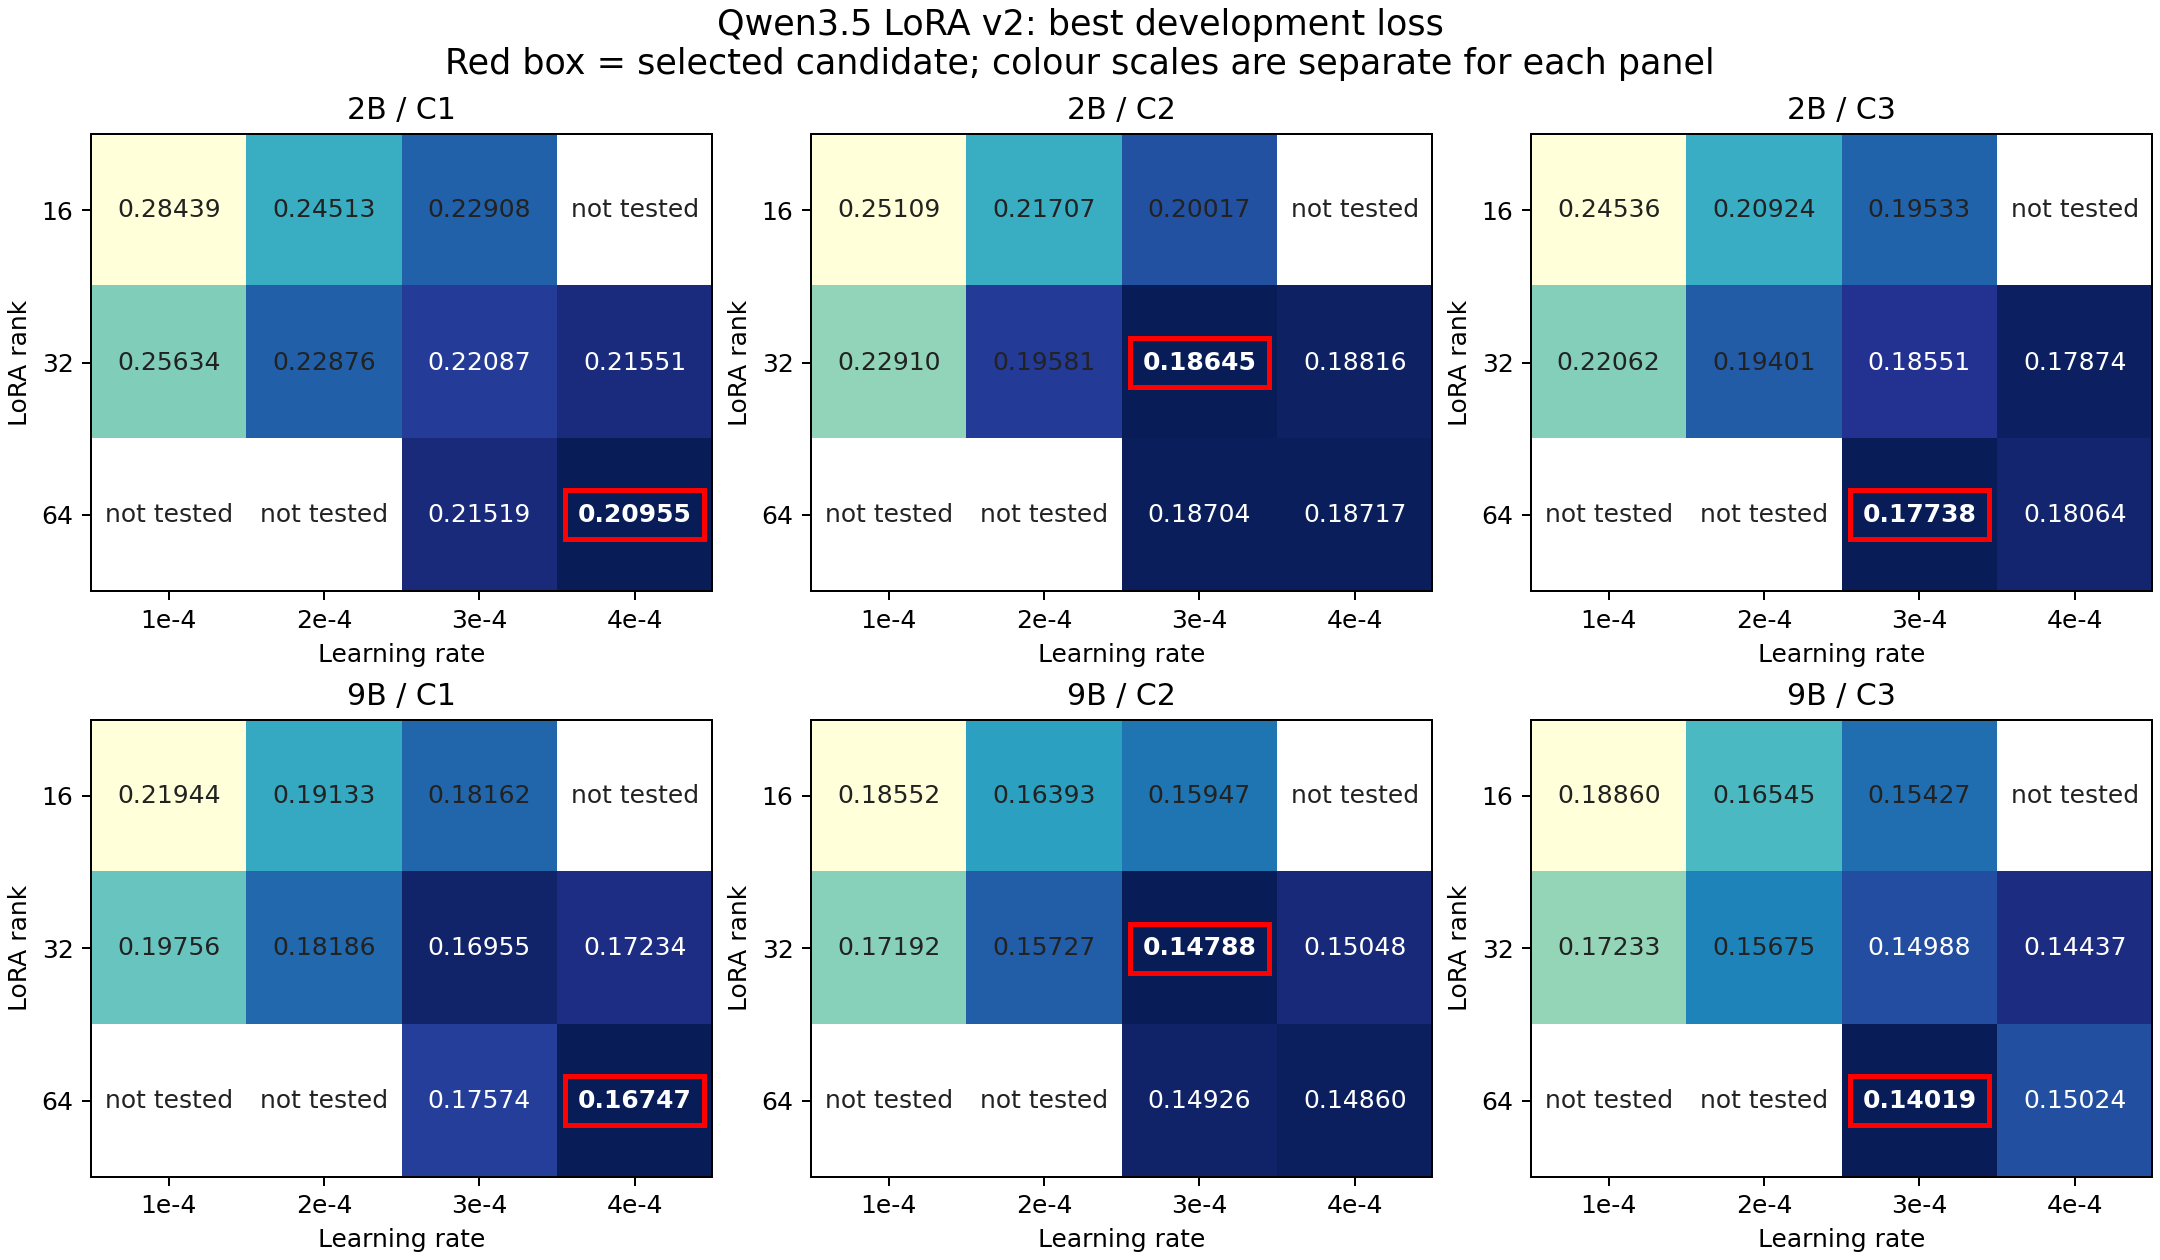 Qwen3.5 LoRA v2: best development loss
Red box = selected candidate; colour scales are separate for each panel
2B / C1
LoRA rank
16 0.28439 0.24513 0.22908 not tested
32 0.25634 0.22876 0.22087 0.21551
64 not tested not tested 0.21519 0.20955
1e-4 2e-4 3e-4 4e-4
Learning rate
2B / C2
LoRA rank
16 0.25109 0.21707 0.20017 not tested
32 0.22910 0.19581 0.18645 0.18816
64 not tested not tested 0.18704 0.18717
1e-4 2e-4 3e-4 4e-4
Learning rate
2B / C3
LoRA rank
16 0.24536 0.20924 0.19533 not tested
32 0.22062 0.19401 0.18551 0.17874
64 not tested not tested 0.17738 0.18064
1e-4 2e-4 3e-4 4e-4
Learning rate
9B / C1
LoRA rank
16 0.21944 0.19133 0.18162 not tested
32 0.19756 0.18186 0.16955 0.17234
64 not tested not tested 0.17574 0.16747
1e-4 2e-4 3e-4 4e-4
Learning rate
9B / C2
LoRA rank
16 0.18552 0.16393 0.15947 not tested
32 0.17192 0.15727 0.14788 0.15048
64 not tested not tested 0.14926 0.14860
1e-4 2e-4 3e-4 4e-4
Learning rate
9B / C3
LoRA rank
16 0.18860 0.16545 0.15427 not tested
32 0.17233 0.15675 0.14988 0.14437
64 not tested not tested 0.14019 0.15024
1e-4 2e-4 3e-4 4e-4
Learning rate